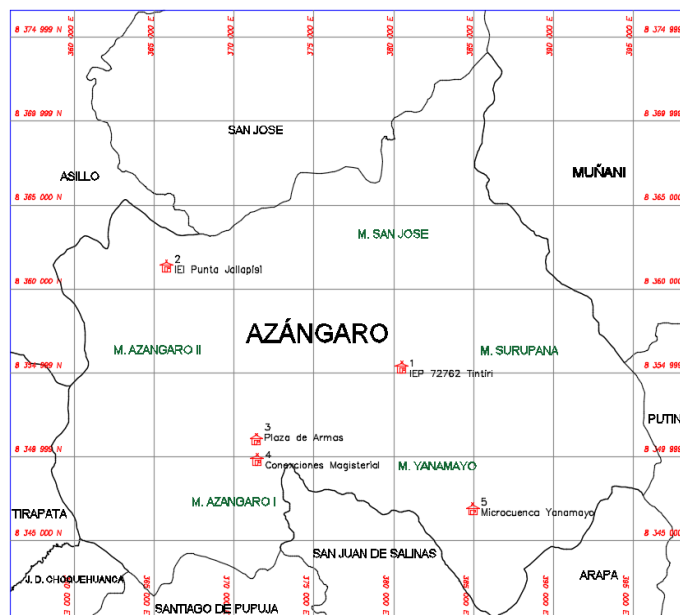 360 000 E
365 000 E
370 000 E
375 000 E
380 000 E
385 000 E
390 000 E
395 000 E
8 374 999 N
8 374 999 N
8 369 999 N
8 369 999 N
SAN JOSE
ASILLO
MUÑANI
8 365 000 N
8 365 000 N
M. SAN JOSE
2
IEI Punta Jallapisi
8 360 000 N
8 360 000 N
AZÁNGARO
M. AZANGARO II
M. SURUPANA
1
IEP 72762 Tintiri
8 354 999 N
8 354 999 N
PUTIN
3
Plaza de Armas
4
Conexciones Magisterial
8 349 999 N
8 349 999 N
M. YANAMAYO
M. AZANGARO I
5
Microcuenca Yanamayo
TIRAPATA
8 345 000 N
8 345 000 N
SAN JUAN DE SALINAS
J. D. CHOQUEHUANCA
ARAPA
SANTIAGO DE PUPUJA
360 000 E
365 000 E
370 000 E
375 000 E
380 000 E
385 000 E
390 000 E
395 000 E